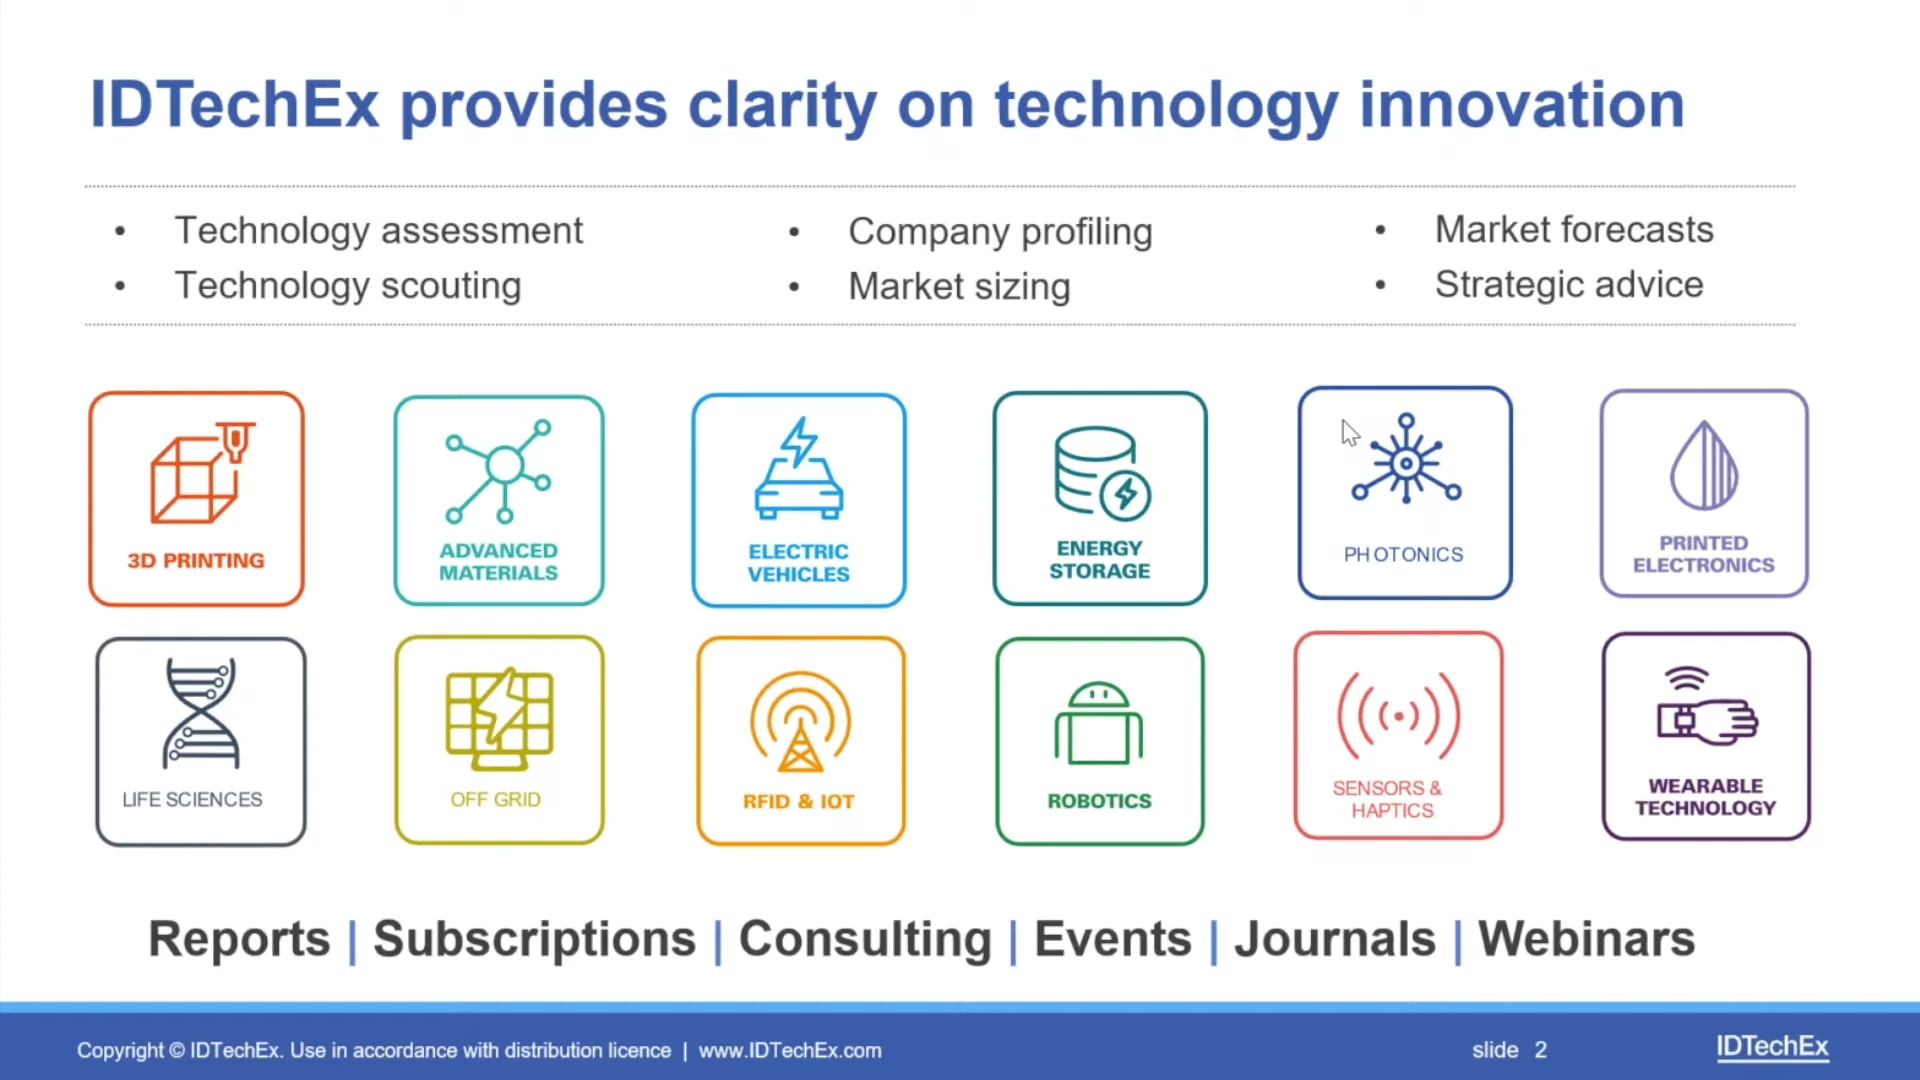 IDTechEx provides clarity on technology innovation
• Technology assessment
• Technology scouting
• Company profiling
• Market sizing
• Market forecasts
• Strategic advice
3D PRINTING
ADVANCED
MATERIALS
ELECTRIC
VEHICLES
ENERGY
STORAGE
PHOTONICS
PRINTED
ELECTRONICS
LIFE SCIENCES
OFF GRID
RFID & IOT
ROBOTICS
SENSORS &
HAPTICS
WEARABLE
TECHNOLOGY
Reports | Subscriptions | Consulting | Events | Journals | Webinars
Copyright © IDTechEx. Use in accordance with distribution licence | www.IDTechEx.com
slide 2
IDTechEx